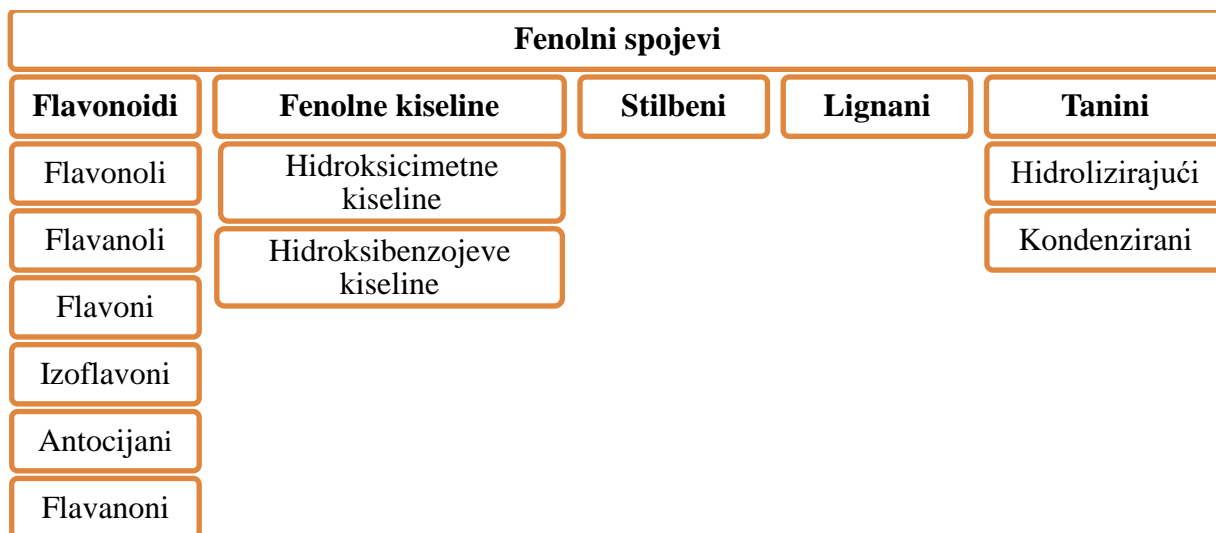 Fenolni spojevi
Flavonoidi
Fenolne kiseline
Stilbeni
Lignani
Tanini
Flavonoli
Flavanoli
Flavoni
Izoflavoni
Antocijani
Flavanoni
Hidroksicimetne
kiseline
Hidroksibenzojeve
kiseline
Hidrolizirajući
Kondenzirani